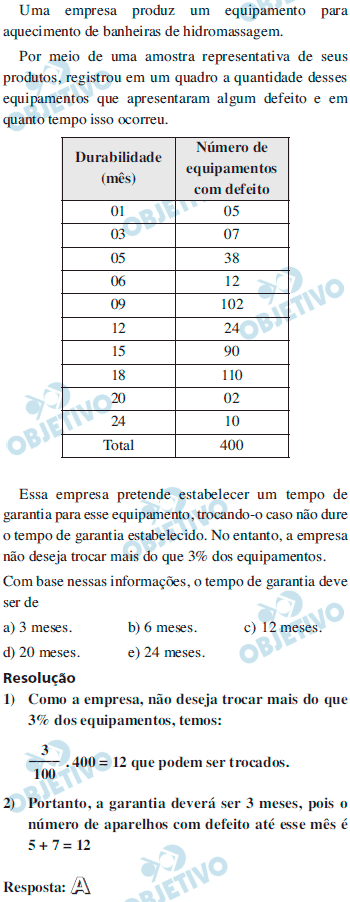 Uma empresa produz um equipamento para
aquecimento de banheiras de hidromassagem.
Por meio de uma amostra representativa de seus
produtos, registrou em um quadro a quantidade desses
equipamentos que apresentaram algum defeito e em
quanto tempo isso ocorreu.
Durabilidade (mês) Número de equipamentos com defeito
01 05
03 07
05 38
06 12
09 102
12 24
15 90
18 110
20 02
24 10
Total 400
Essa empresa pretende estabelecer um tempo de
garantia para esse equipamento, trocando-o caso não dure
o tempo de garantia estabelecido. No entanto, a empresa
não deseja trocar mais do que 3% dos equipamentos.
Com base nessas informações, o tempo de garantia deve
ser de
a) 3 meses. b) 6 meses. c) 12 meses.
d) 20 meses. e) 24 meses.
Resolução
1) Como a empresa, não deseja trocar mais do que
3% dos equipamentos, temos:
3/100 . 400 = 12 que podem ser trocados.
2) Portanto, a garantia deverá ser 3 meses, pois o
número de aparelhos com defeito até esse mês é
5 + 7 = 12
Resposta: A
OBJETIVO
OBJETIVO
OBJETIVO
OBJETIVO
OBJETIVO
OBJETIVO
OBJETIVO
OBJETIVO